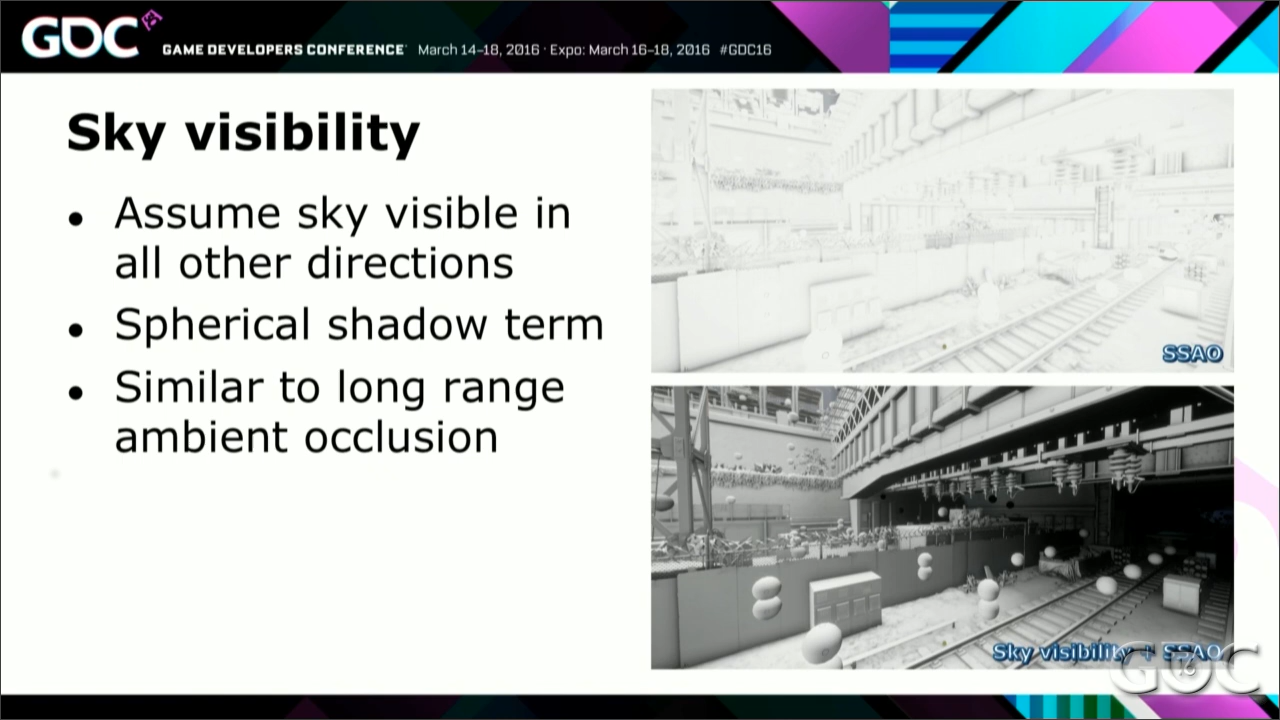 GDC
GAME DEVELOPERS CONFERENCE March 14–18, 2016 · Expo: March 16–18, 2016 #GDC16
Sky visibility
• Assume sky visible in
all other directions
• Spherical shadow term
• Similar to long range
ambient occlusion
SSAO
Sky visibility + SSAO
GDC